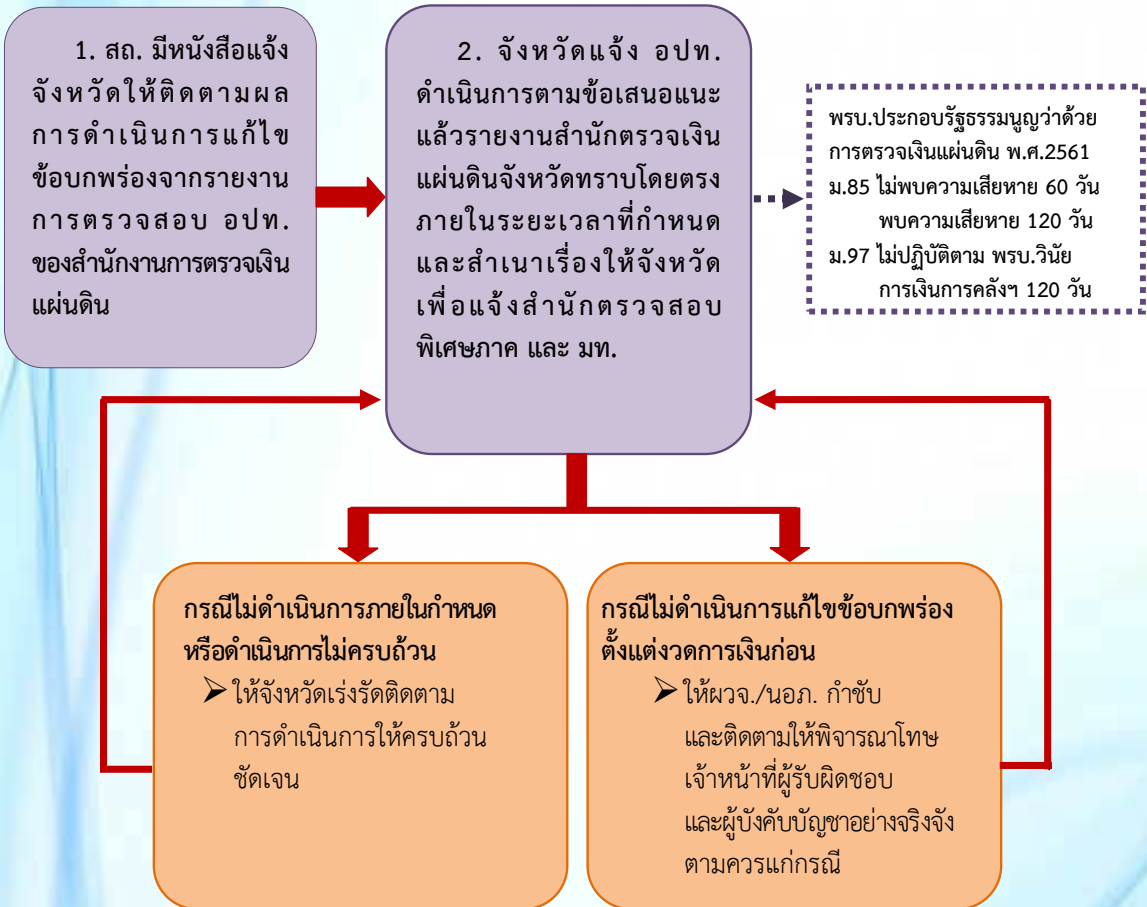 1. สถ. มีหนังสือแจ้ง
จังหวัดให้ติดตามผล
การดำเนินการแก้ไข
ข้อบกพร่องจากรายงาน
การตรวจสอบ อปท.
ของสำนักงานการตรวจเงิน
แผ่นดิน
2. จังหวัดแจ้ง อปท.
ดำเนินการตามข้อเสนอแนะ
แล้วรายงานสำนักตรวจเงิน
แผ่นดินจังหวัดทราบโดยตรง
ภายในระยะเวลาที่กำหนด
และสำเนาเรื่องให้จังหวัด
เพื่อแจ้งสำนักตรวจสอบ
พิเศษภาค และ มท.
พรบ.ประกอบรัฐธรรมนูญว่าด้วย
การตรวจเงินแผ่นดิน พ.ศ.2561
ม.85 ไม่พบความเสียหาย 60 วัน
พบความเสียหาย 120 วัน
ม.97 ไม่ปฏิบัติตาม พรบ.วินัย
การเงินการคลังฯ 120 วัน
กรณีไม่ดำเนินการภายในกำหนด
หรือดำเนินการไม่ครบถ้วน
➢ ให้จังหวัดเร่งรัดติดตาม
การดำเนินการให้ครบถ้วน
ชัดเจน
กรณีไม่ดำเนินการแก้ไขข้อบกพร่อง
ตั้งแต่งวดการเงินก่อน
➢ ให้ผวจ./นอภ. กำชับ
และติดตามให้พิจารณาโทษ
เจ้าหน้าที่ผู้รับผิดชอบ
และผู้บังคับบัญชาอย่างจริงจัง
ตามควรแก่กรณี